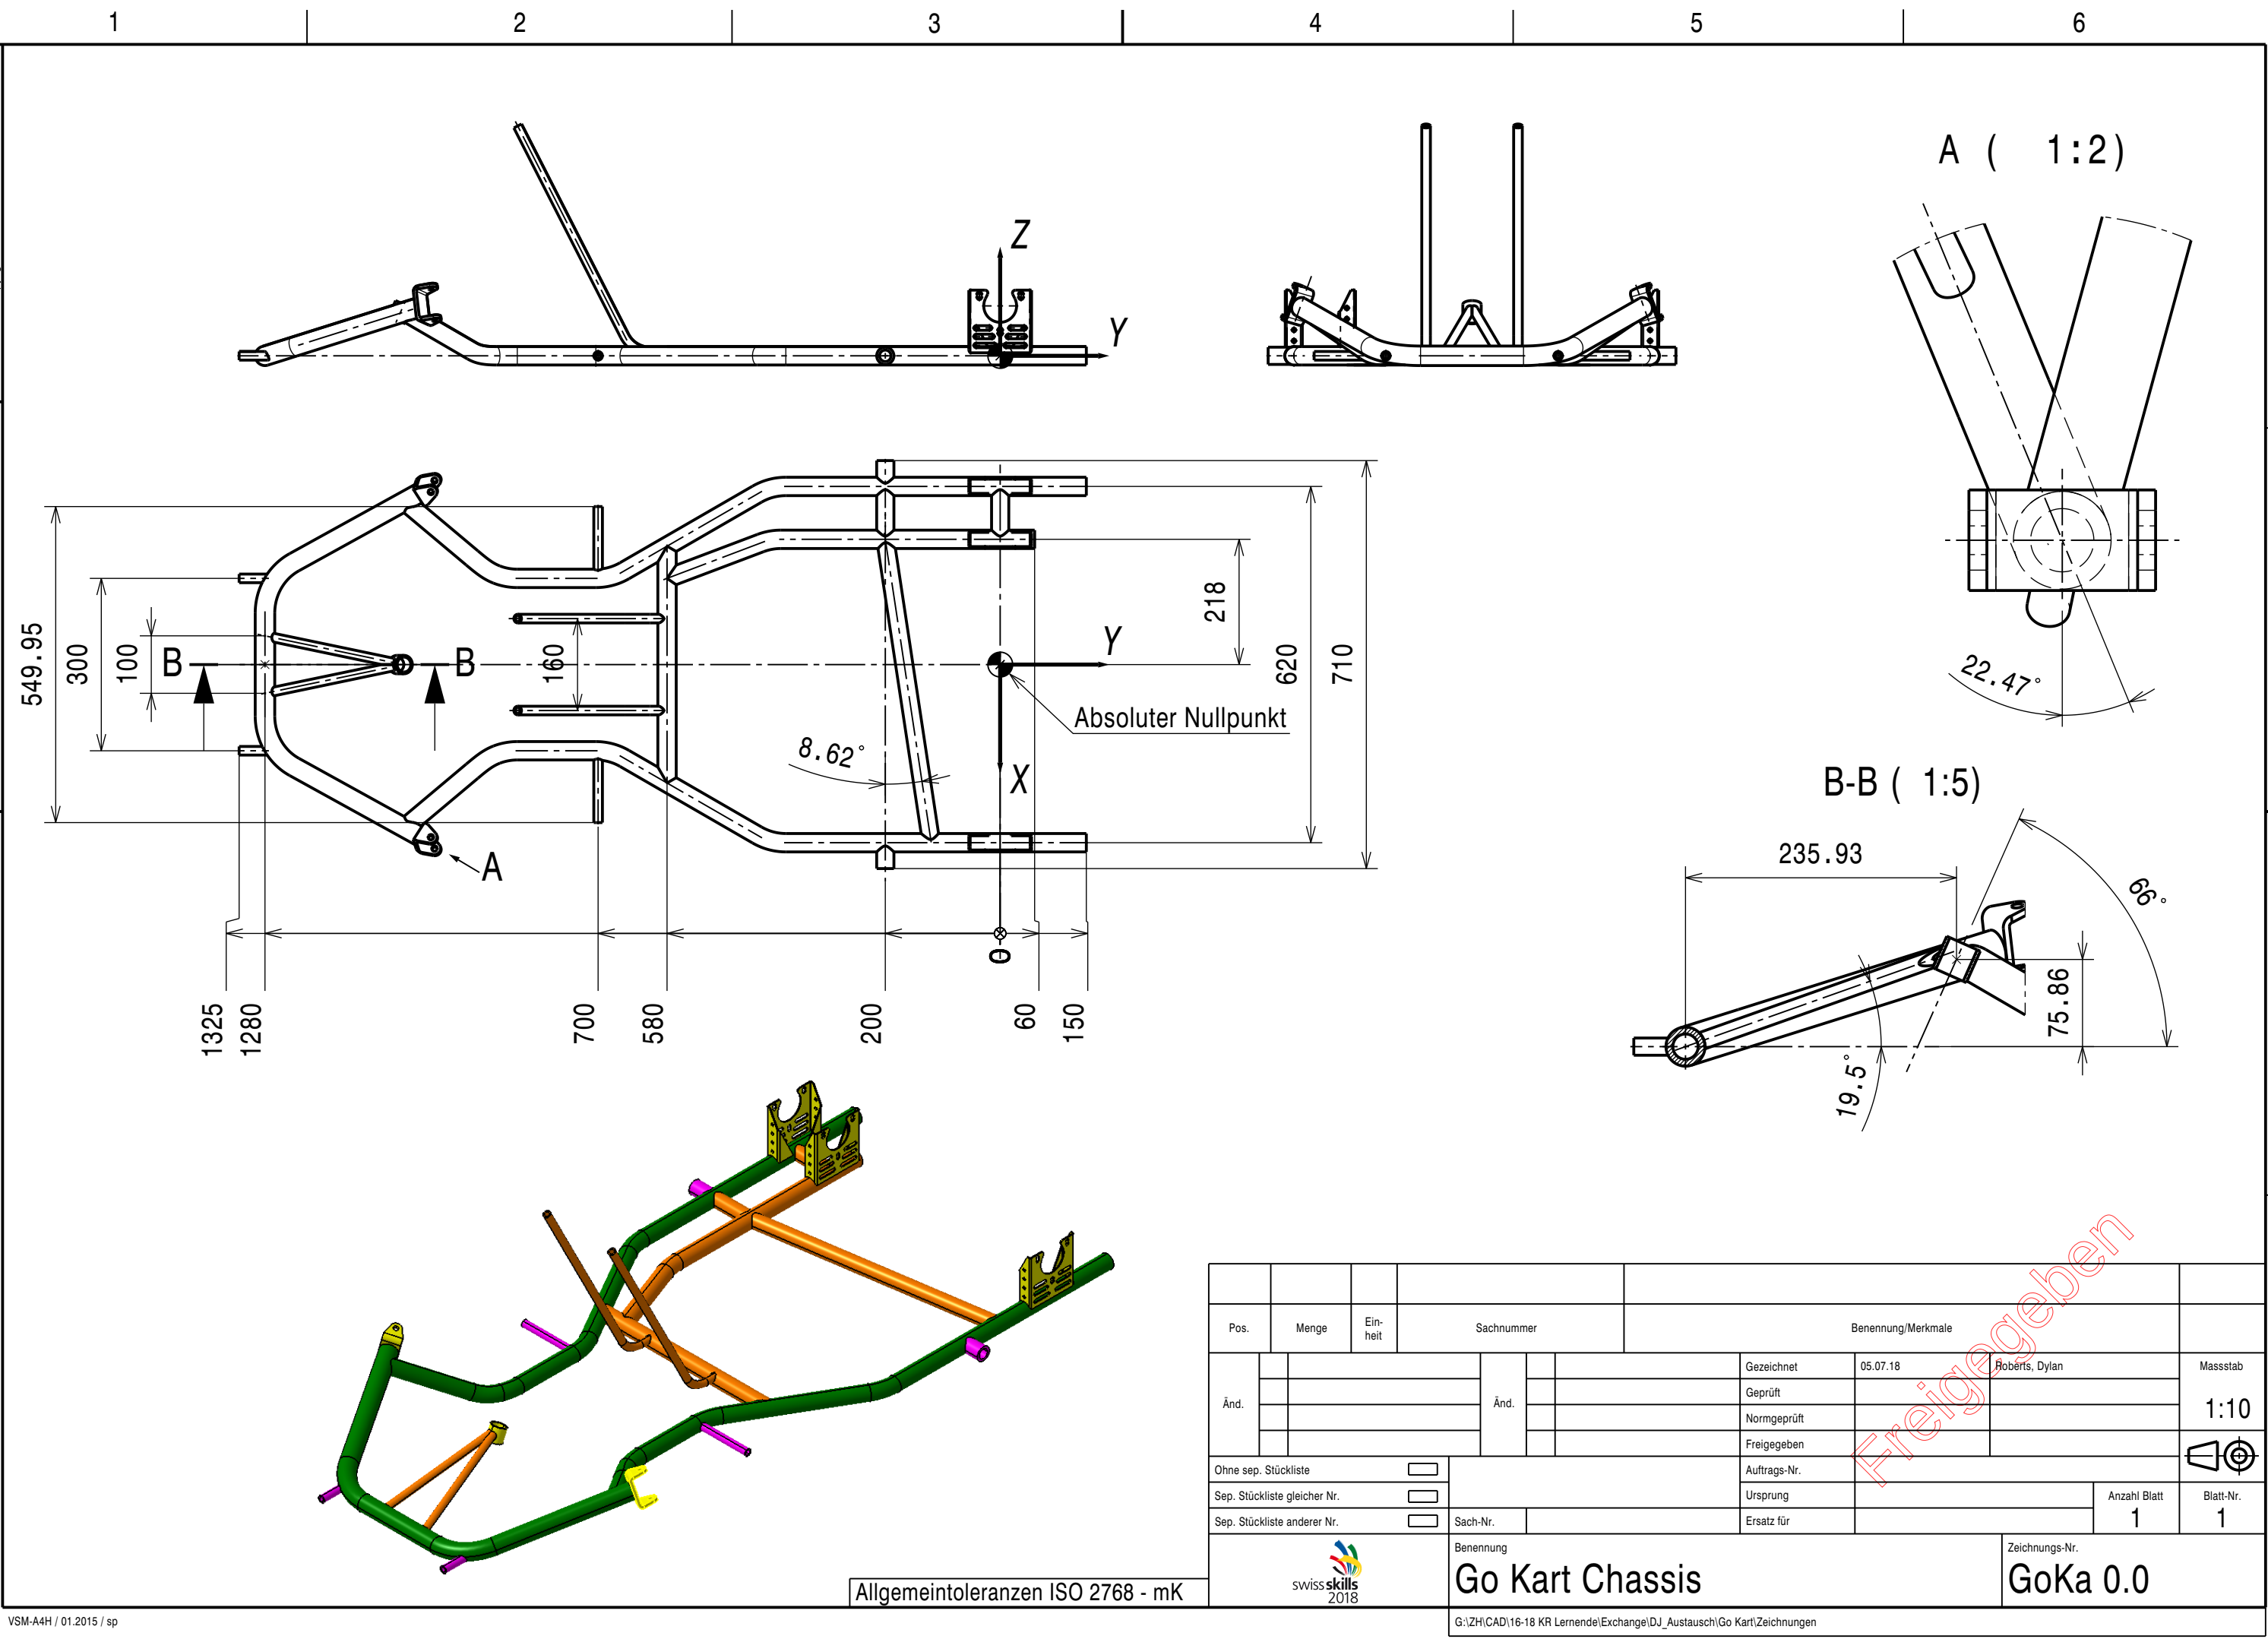 1 2 3 4 5 6
A ( 1:2)
Z
Y
549.95
300
100
B B
160
218
620
710
Y
Absoluter Nullpunkt
8.62°
X
A
0
1325
1280
700
580
200
60
150
22.47°
B-B ( 1:5)
235.93
66°
75.86
19.5°
Pos. Menge Ein-
heit Sachnummer Benennung/Merkmale
Freigegeben
Änd. Änd.
Gezeichnet 05.07.18 Roberts, Dylan Massstab
Geprüft
1:10
Normgeprüft
Freigegeben
Ohne sep. Stückliste Auftrags-Nr.
Sep. Stückliste gleicher Nr. Ursprung Anzahl Blatt Blatt-Nr.
Sep. Stückliste anderer Nr. Sach-Nr. Ersatz für 1 1
swissskills
2018
Benennung Zeichnungs-Nr.
Go Kart Chassis GoKa 0.0
Allgemeintoleranzen ISO 2768 - mK
VSM-A4H / 01.2015 / sp
G:\ZH\CAD\16-18 KR Lernende\Exchange\DJ_Austausch\Go Kart\Zeichnungen